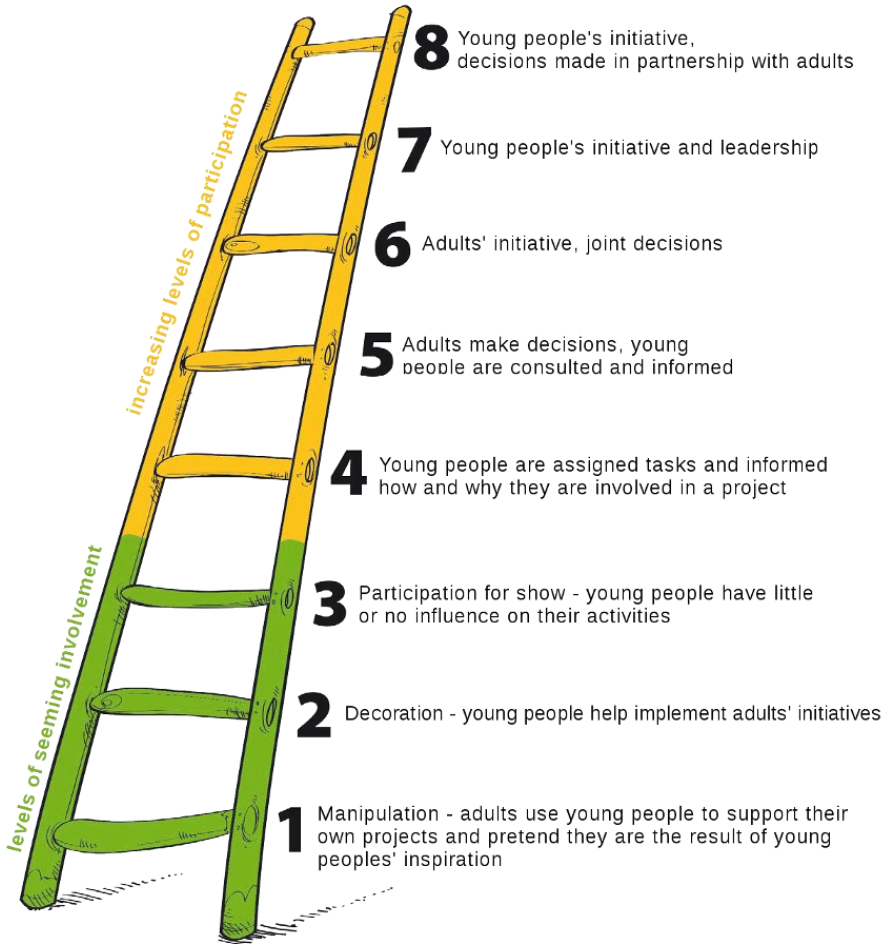 8 Young people's initiative,
decisions made in partnership with adults
7 Young people's initiative and leadership
6 Adults' initiative, joint decisions
5 Adults make decisions, young
people are consulted and informed
4 Young people are assigned tasks and informed
how and why they are involved in a project
3 Participation for show - young people have little
or no influence on their activities
2 Decoration - young people help implement adults' initiatives
1 Manipulation - adults use young people to support their
own projects and pretend they are the result of young
peoples' inspiration
increasing levels of participation
levels of seeming involvement